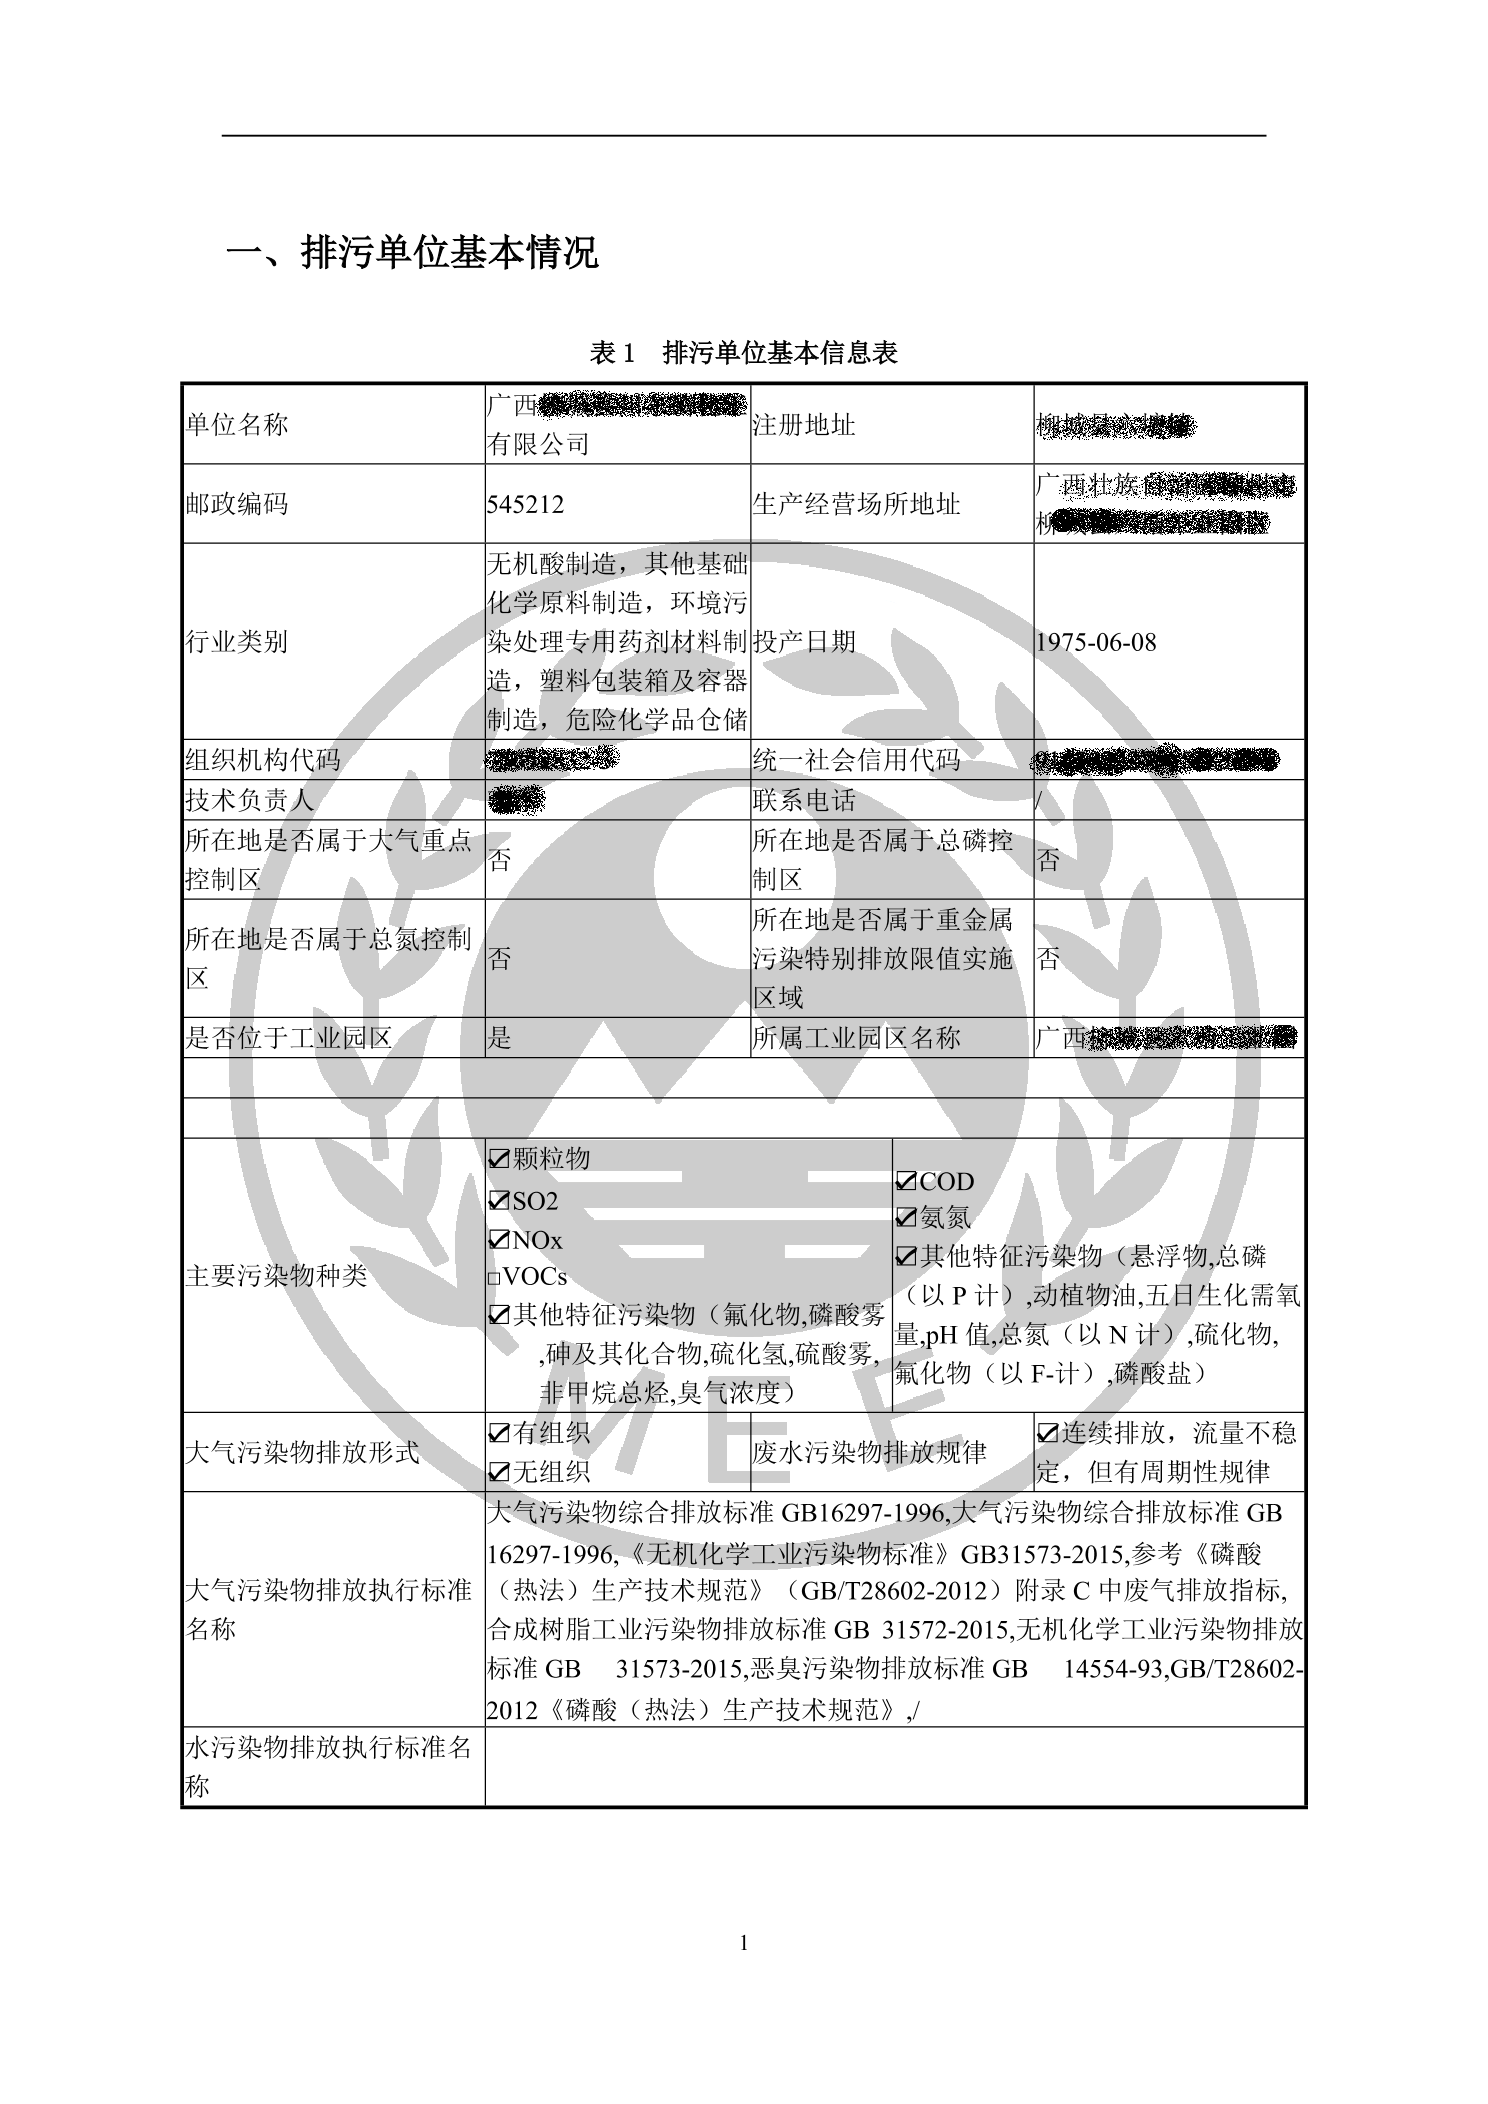 一、排污单位基本情况
表 1 排污单位基本信息表
单位名称
广西
有限公司
注册地址
邮政编码
545212
生产经营场所地址
广西壮族
柳
行业类别
无机酸制造，其他基础
化学原料制造，环境污
染处理专用药剂材料制
造，塑料包装箱及容器
制造，危险化学品仓储
投产日期
1975-06-08
组织机构代码
统一社会信用代码
技术负责人
联系电话
/
所在地是否属于大气重点
控制区
否
所在地是否属于总磷控
制区
否
所在地是否属于总氮控制
区
否
所在地是否属于重金属
污染特别排放限值实施
区域
否
是否位于工业园区
是
所属工业园区名称
广西
主要污染物种类
☑颗粒物
☑SO2
☑NOx
□VOCs
☑其他特征污染物（氟化物,磷酸雾
,砷及其化合物,硫化氢,硫酸雾,
非甲烷总烃,臭气浓度）
☑COD
☑氨氮
☑其他特征污染物（悬浮物,总磷
（以 P 计）,动植物油,五日生化需氧
量,pH 值,总氮（以 N 计）,硫化物,
氟化物（以 F-计）,磷酸盐）
大气污染物排放形式
☑有组织
☑无组织
废水污染物排放规律
☑连续排放，流量不稳
定，但有周期性规律
大气污染物排放执行标准
名称
大气污染物综合排放标准 GB16297-1996,大气污染物综合排放标准 GB
16297-1996,《无机化学工业污染物标准》GB31573-2015,参考《磷酸
（热法）生产技术规范》（GB/T28602-2012）附录 C 中废气排放指标,
合成树脂工业污染物排放标准 GB 31572-2015,无机化学工业污染物排放
标准 GB 31573-2015,恶臭污染物排放标准 GB 14554-93,GB/T28602-
2012《磷酸（热法）生产技术规范》,/
水污染物排放执行标准名
称
MEE
1